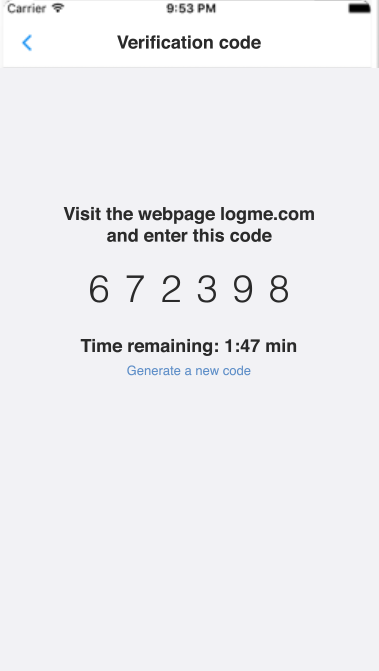 Carrier 9:53 PM
Verification code
Visit the webpage logme.com
and enter this code
6 7 2 3 9 8
Time remaining: 1:47 min
Generate a new code